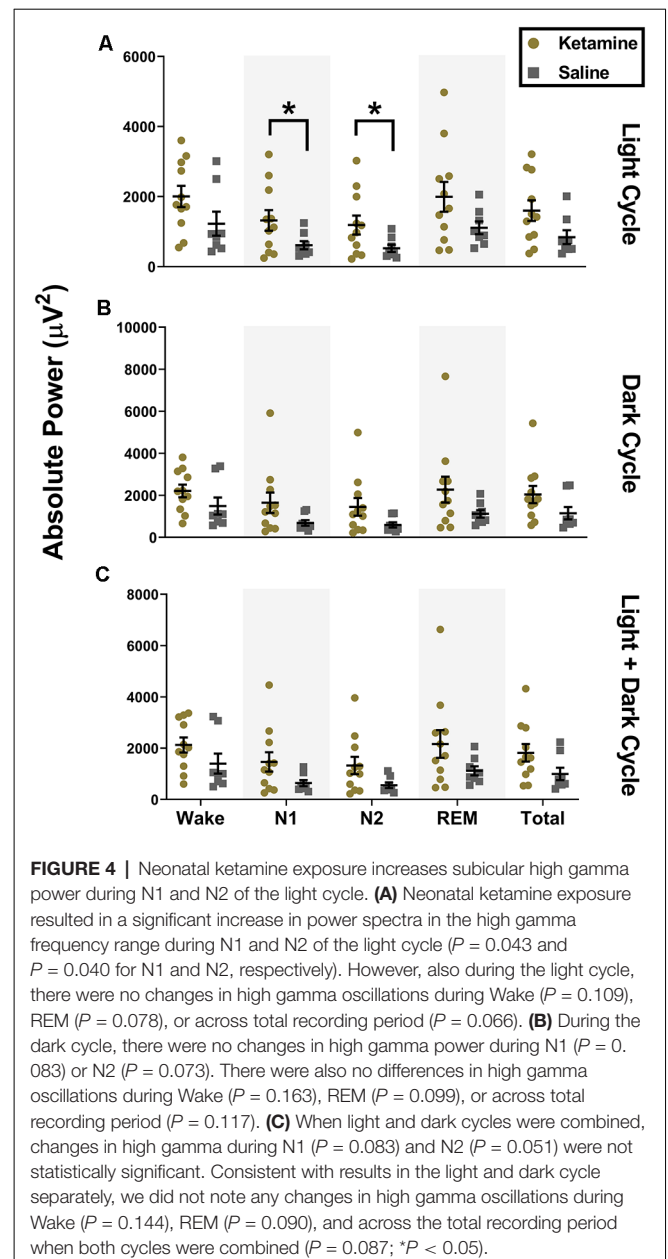 A
Ketamine
Saline
6000
4000
2000
0
* *
Light Cycle
B
10000
8000
6000
4000
2000
0
Dark Cycle
Absolute Power (µV²)
C
8000
6000
4000
2000
0
Light + Dark Cycle
Wake N1 N2 REM Total
FIGURE 4 | Neonatal ketamine exposure increases subicular high gamma
power during N1 and N2 of the light cycle. (A) Neonatal ketamine exposure
resulted in a significant increase in power spectra in the high gamma
frequency range during N1 and N2 of the light cycle (P = 0.043 and
P = 0.040 for N1 and N2, respectively). However, also during the light cycle,
there were no changes in high gamma oscillations during Wake (P = 0.109),
REM (P = 0.078), or across total recording period (P = 0.066). (B) During the
dark cycle, there were no changes in high gamma power during N1 (P = 0.
083) or N2 (P = 0.073). There were also no differences in high gamma
oscillations during Wake (P = 0.163), REM (P = 0.099), or across total
recording period (P = 0.117). (C) When light and dark cycles were combined,
changes in high gamma during N1 (P = 0.083) and N2 (P = 0.051) were not
statistically significant. Consistent with results in the light and dark cycle
separately, we did not note any changes in high gamma oscillations during
Wake (P = 0.144), REM (P = 0.090), and across the total recording period
when both cycles were combined (P = 0.087; *P < 0.05).